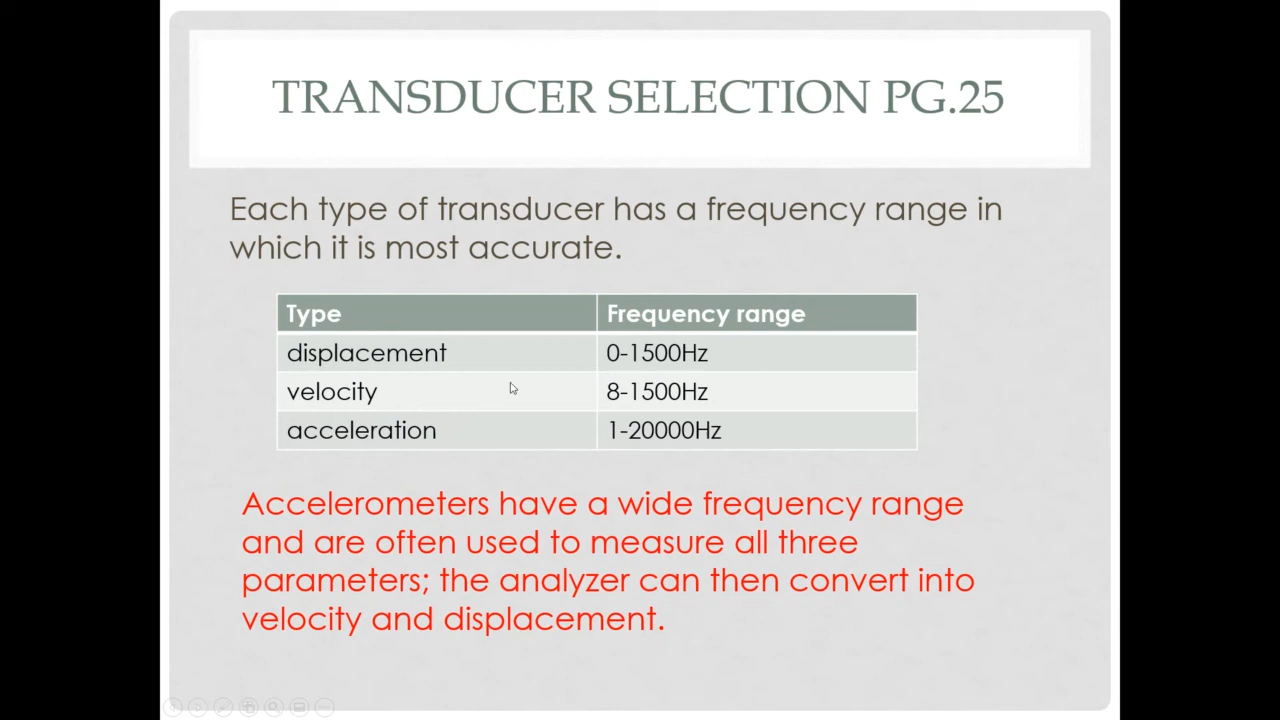 TRANSDUCER SELECTION PG.25
Each type of transducer has a frequency range in
which it is most accurate.
Type Frequency range
displacement 0-1500Hz
velocity 8-1500Hz
acceleration 1-20000Hz
Accelerometers have a wide frequency range
and are often used to measure all three
parameters; the analyzer can then convert into
velocity and displacement.